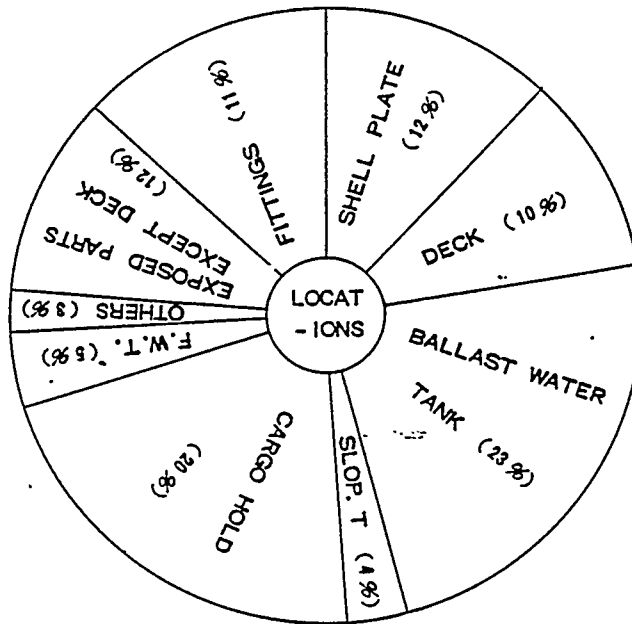 LOCAT
-IONS
SHELL PLATE
(12%)
DECK (10%)
BALLAST WATER
TANK (23%)
SLOP. T (4%)
CARGO HOLD
(20%)
F.W.T. (5%)
OTHERS (3%)
EXPOSED PARTS
EXCEPT DECK
(12%)
FITTINGS (11%)